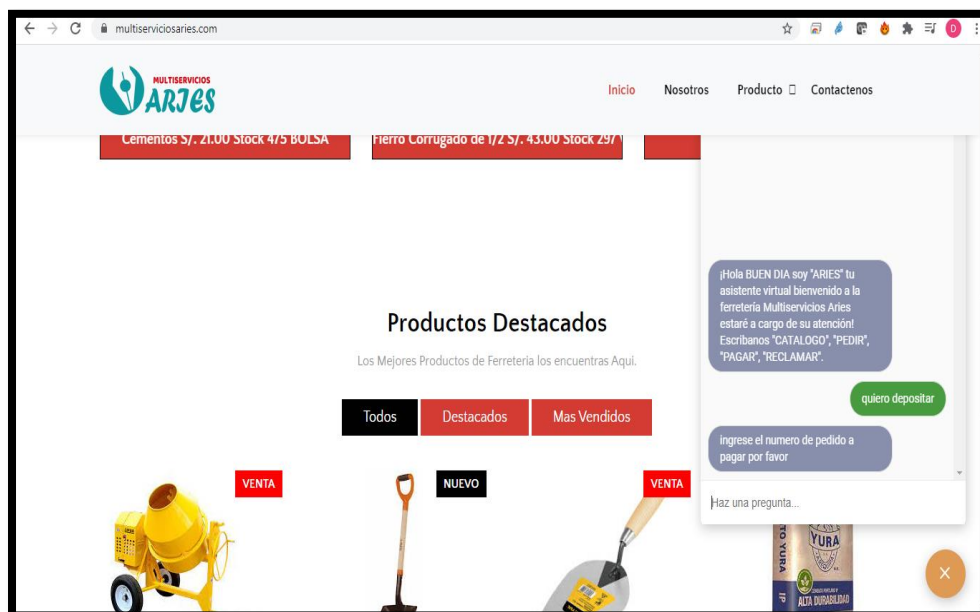 multiserviciosaries.com
MULTISERVICIOS
ARIES
Inicio Nosotros Producto Contactenos
Cementos S/. 21.00 Stock 475 BOLSA
Fierro Corrugado de 1/2 S/. 43.00 Stock 297
Productos Destacados
Los Mejores Productos de Ferreteria los encuentras Aqui.
Todos Destacados Mas Vendidos
VENTA
NUEVO
VENTA
YURA
TO YURA
IP
ALTA DURABILIDAD
¡Hola BUEN DIA soy "ARIES" tu
asistente virtual bienvenido a la
ferretería Multiservicios Aries
estaré a cargo de su atención!
Escribanos "CATALOGO", "PEDIR",
"PAGAR", "RECLAMAR".
quiero depositar
ingrese el numero de pedido a
pagar por favor
Haz una pregunta...
X
D